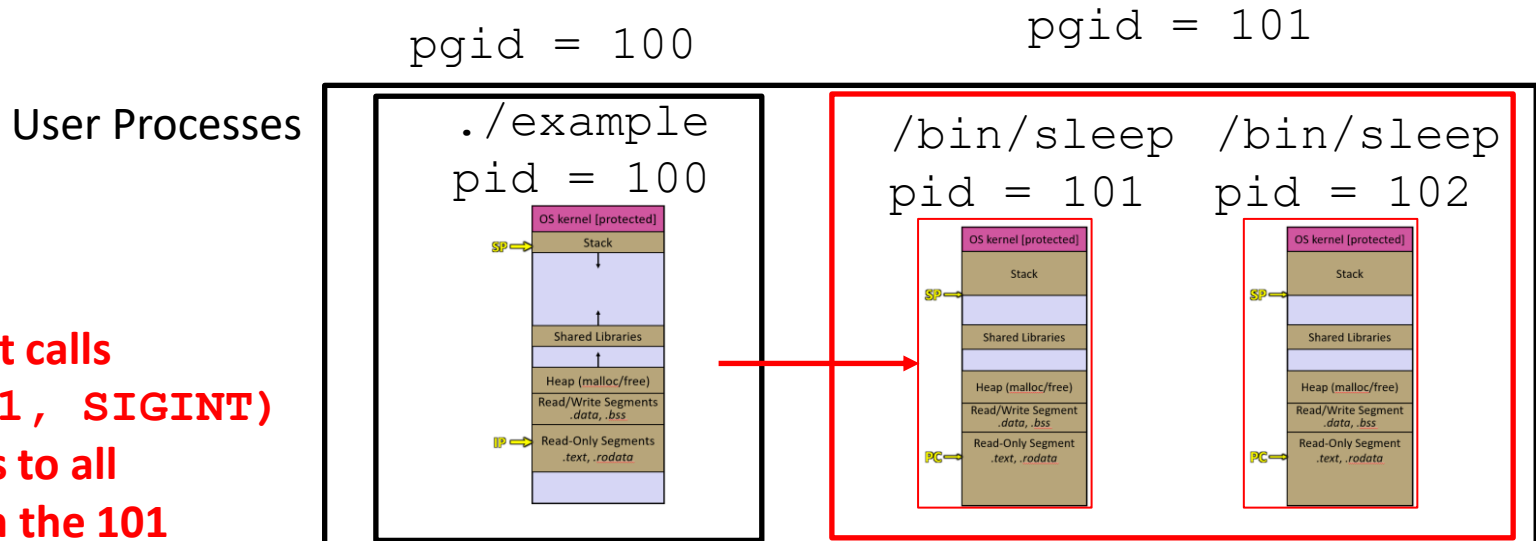 pgid = 100
pgid = 101
User Processes
./example
pid = 100
/bin/sleep
pid = 101
/bin/sleep
pid = 102
OS kernel [protected]
SP
Stack
Shared Libraries
Heap (malloc/free)
Read/Write Segments
.data, .bss
IP
Read-Only Segments
.text, .rodata
OS kernel [protected]
Stack
SP
Shared Libraries
Heap (malloc/free)
Read/Write Segment
.data, .bss
Read-Only Segment
PC
.text, .rodata
OS kernel [protected]
Stack
SP
Shared Libraries
Heap (malloc/free)
Read/Write Segment
.data, .bss
Read-Only Segment
PC
.text, .rodata
t calls
1, SIGINT)
s to all
the 101